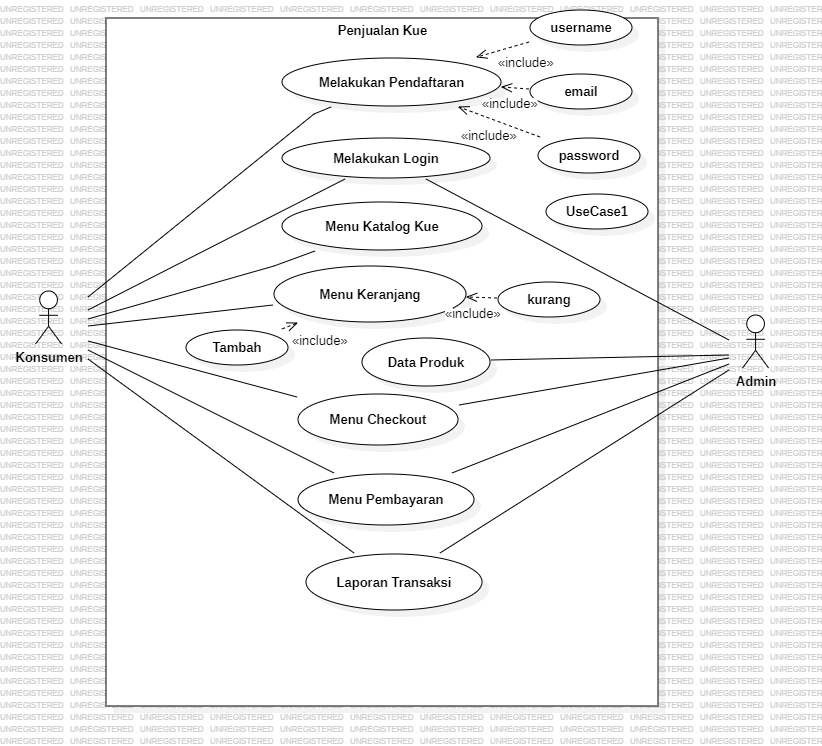 Penjualan Kue
username
«include»
Melakukan Pendaftaran
email
«include»
«include»
password
Melakukan Login
UseCase1
Menu Katalog Kue
Menu Keranjang
kurang
«include»
Konsumen
Tambah
«include»
Data Produk
Admin
Menu Checkout
Menu Pembayaran
Laporan Transaksi
UNREGISTERED